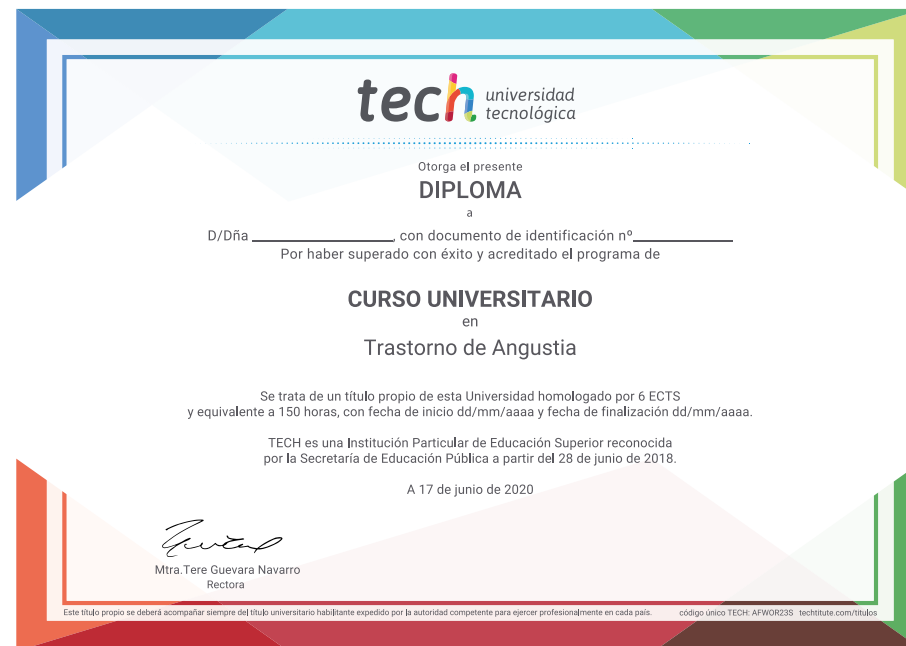 tech universidad
tecnológica
Otorga el presente
DIPLOMA
a
D/Dña ____________, con documento de identificación nº____________
Por haber superado con éxito y acreditado el programa de
CURSO UNIVERSITARIO
en
Trastorno de Angustia
Se trata de un título propio de esta Universidad homologado por 6 ECTS
y equivalente a 150 horas, con fecha de inicio dd/mm/aaaa y fecha de finalización dd/mm/aaaa.
TECH es una Institución Particular de Educación Superior reconocida
por la Secretaría de Educación Pública a partir del 28 de junio de 2018.
A 17 de junio de 2020
Mtra.Tere Guevara Navarro
Rectora
Este título propio se deberá acompañar siempre del título universitario habilitante expedido por la autoridad competente para ejercer profesionalmente en cada país. código único TECH: AFWOR23S techtitute.com/titulos